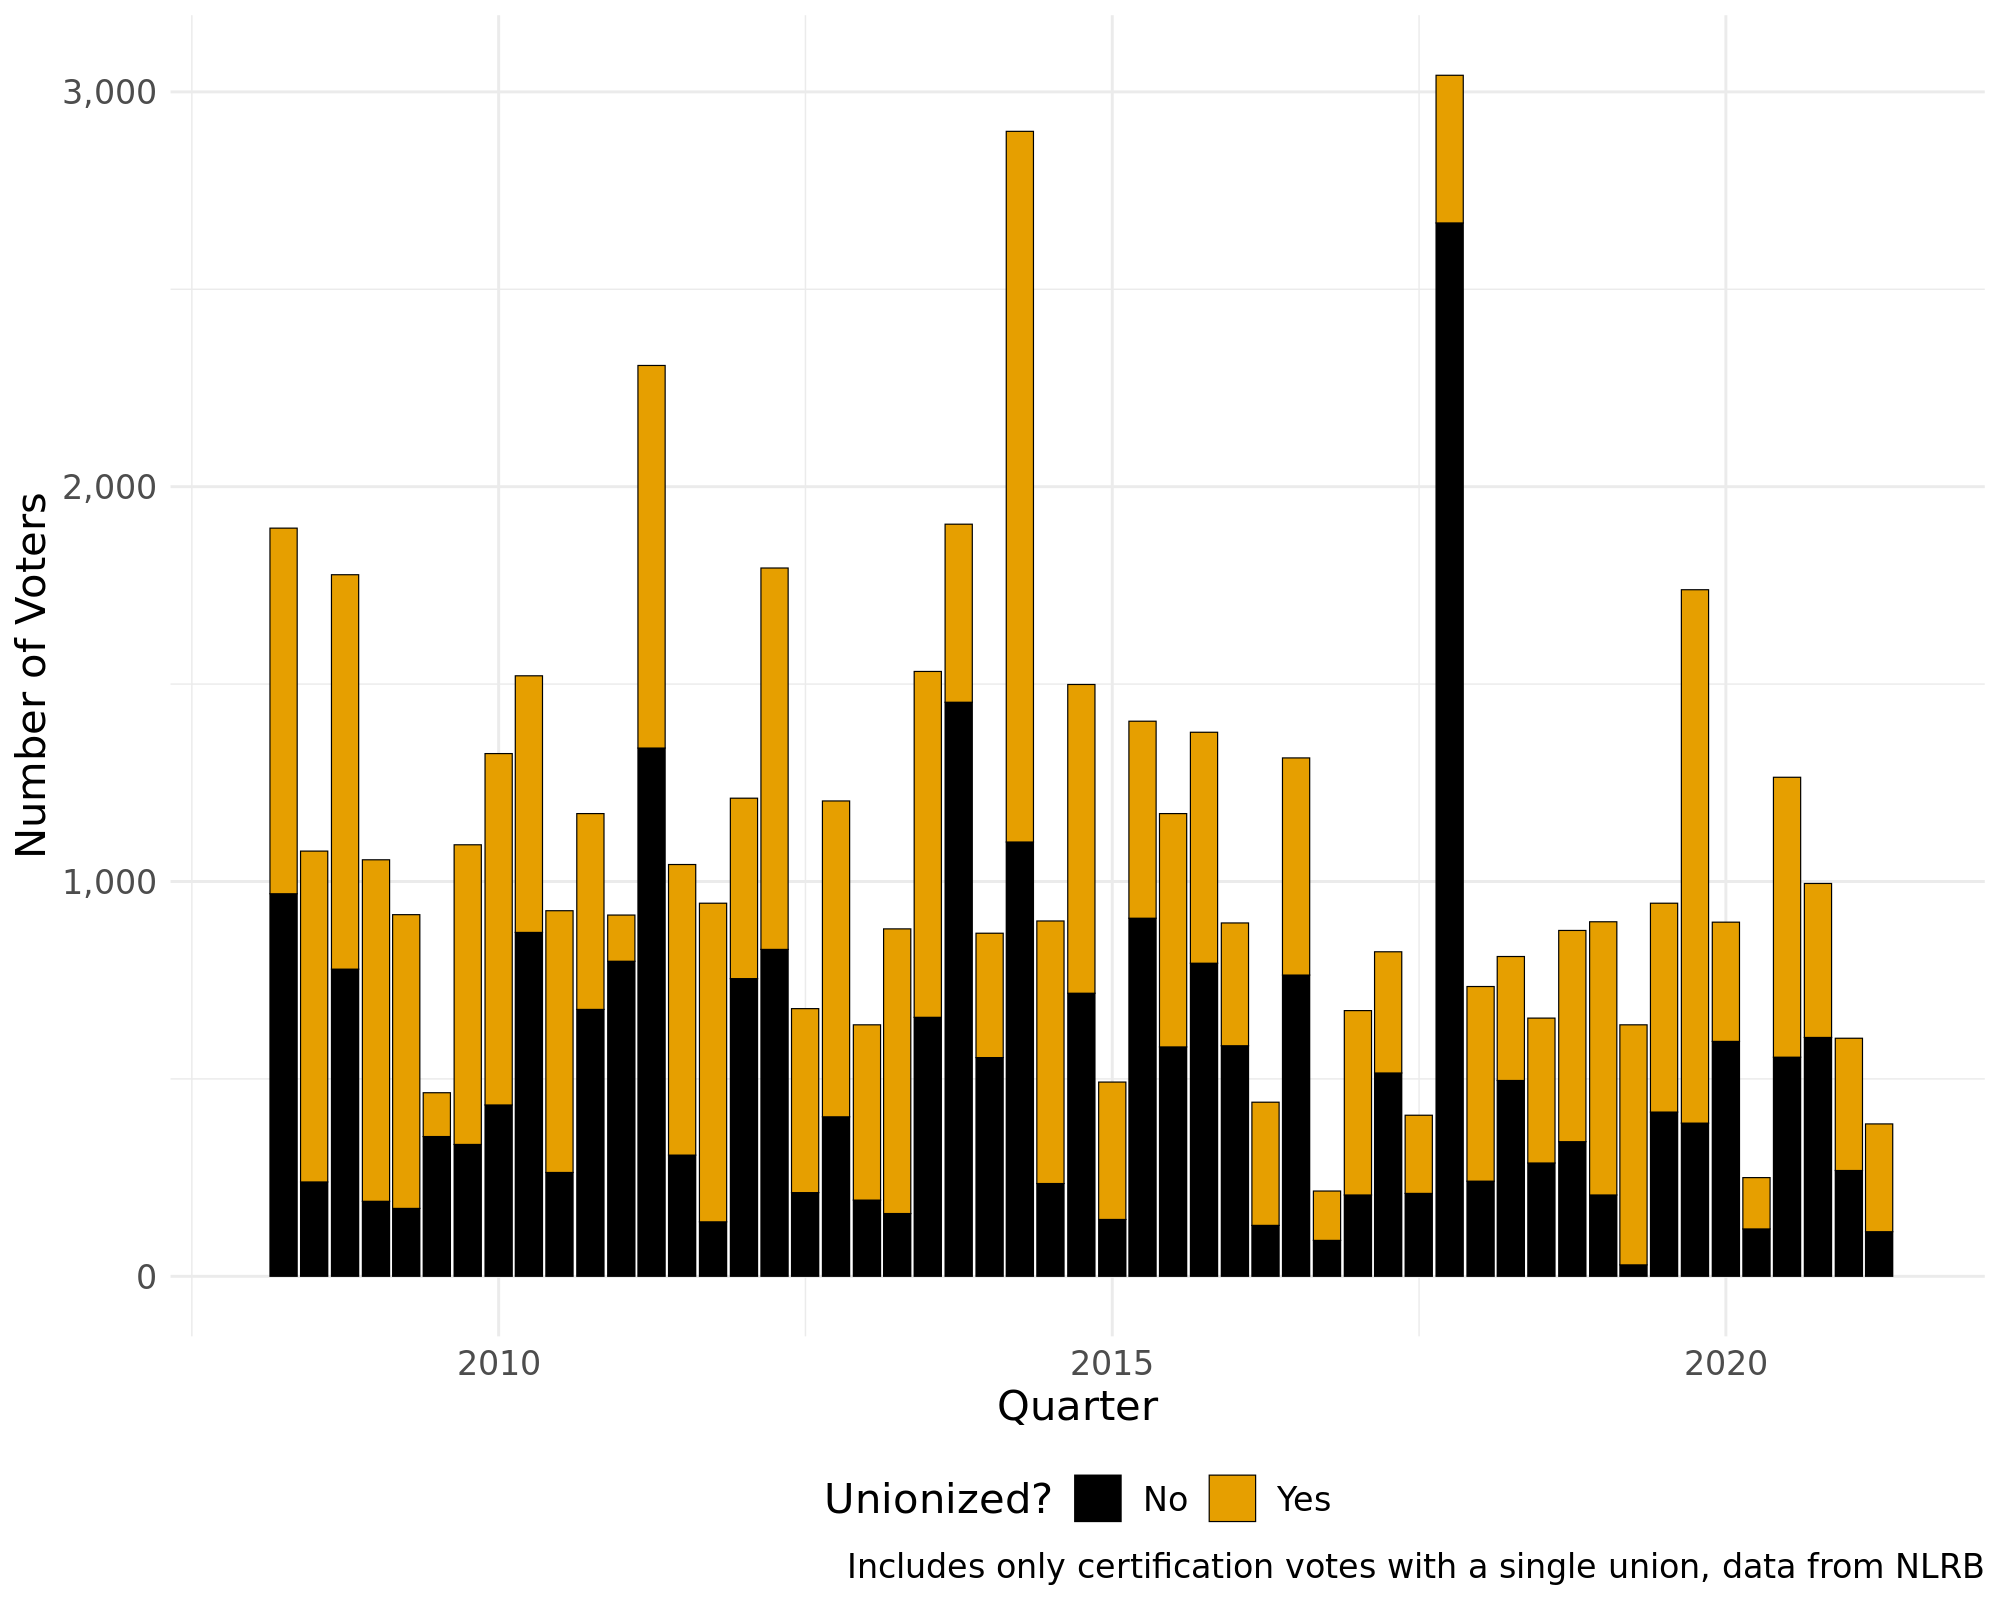 3,000
2,000
1,000
0
Number of Voters
2010 2015 2020
Quarter
Unionized? No Yes
Includes only certification votes with a single union, data from NLRB